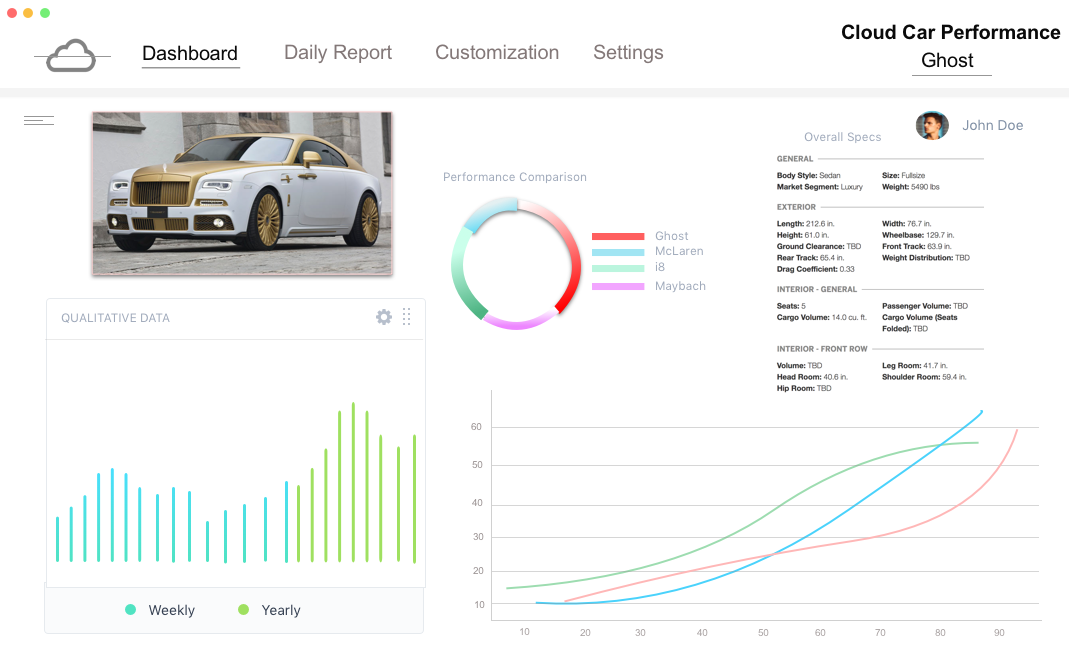 Cloud Car Performance
Dashboard Daily Report Customization Settings Ghost
John Doe
Overall Specs
GENERAL
Body Style: Sedan Size: Fullsize
Market Segment: Luxury Weight: 5490 lbs
EXTERIOR
Length: 212.6 in. Width: 76.7 in.
Height: 61.0 in. Wheelbase: 129.7 in.
Ground Clearance: TBD Front Track: 63.9 in.
Rear Track: 65.4 in. Weight Distribution: TBD
Drag Coefficient: 0.33
INTERIOR - GENERAL
Seats: 5 Passenger Volume: TBD
Cargo Volume: 14.0 cu. ft. Cargo Volume (Seats
Folded): TBD
INTERIOR - FRONT ROW
Volume: TBD Leg Room: 41.7 in.
Head Room: 40.6 in. Shoulder Room: 59.4 in.
Hip Room: TBD
Performance Comparison
Ghost
McLaren
i8
Maybach
QUALITATIVE DATA
Weekly Yearly
60
50
40
30
20
10
10 20 30 40 50 60 70 80 90